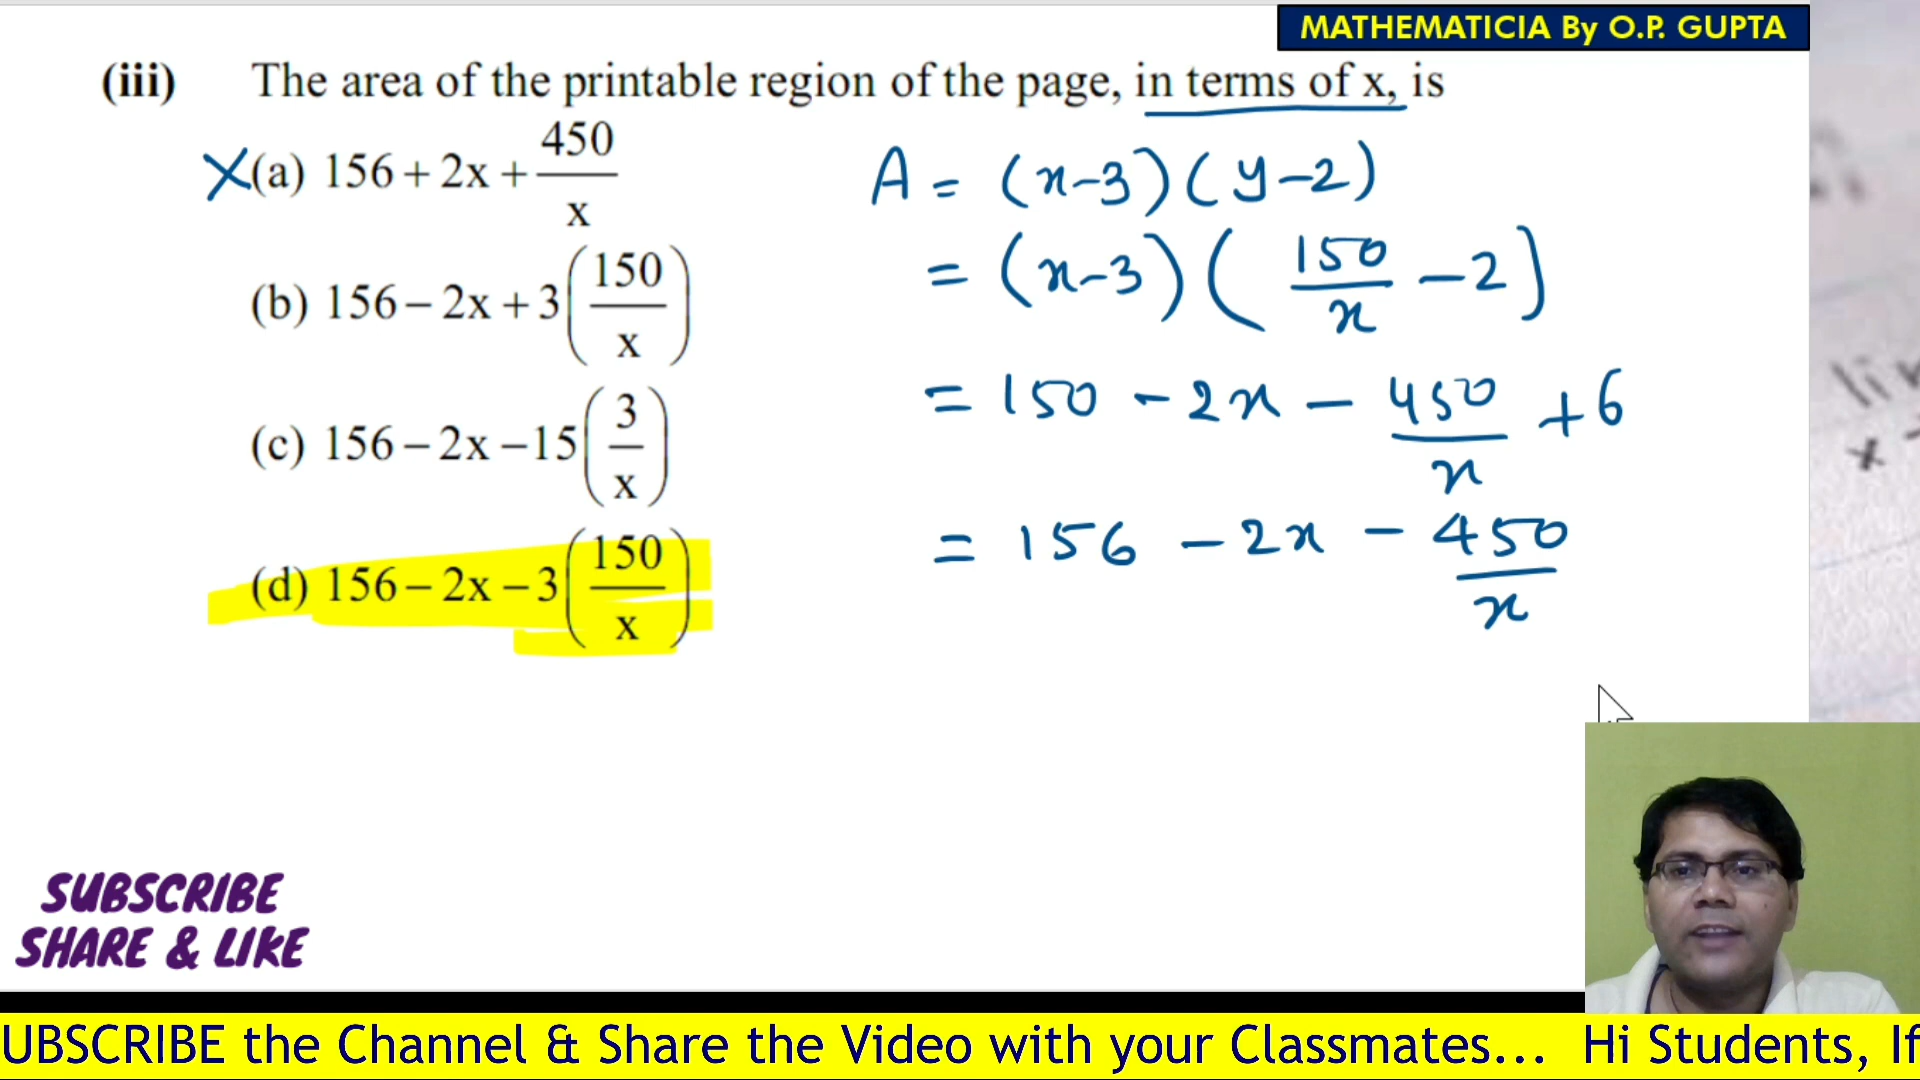 MATHEMATICIA By O.P. GUPTA
(iii) The area of the printable region of the page, in terms of x, is
X(a) 156 + 2x + 450/x
(b) 156 – 2x + 3(150/x)
(c) 156 – 2x – 15(3/x)
(d) 156 – 2x – 3(150/x)
A = (x-3)(y-2)
= (x-3)(150/x - 2)
= 150 - 2x - 450/x + 6
= 156 - 2x - 450/x
SUBSCRIBE
SHARE & LIKE
UBSCRIBE the Channel & Share the Video with your Classmates... Hi Students, If